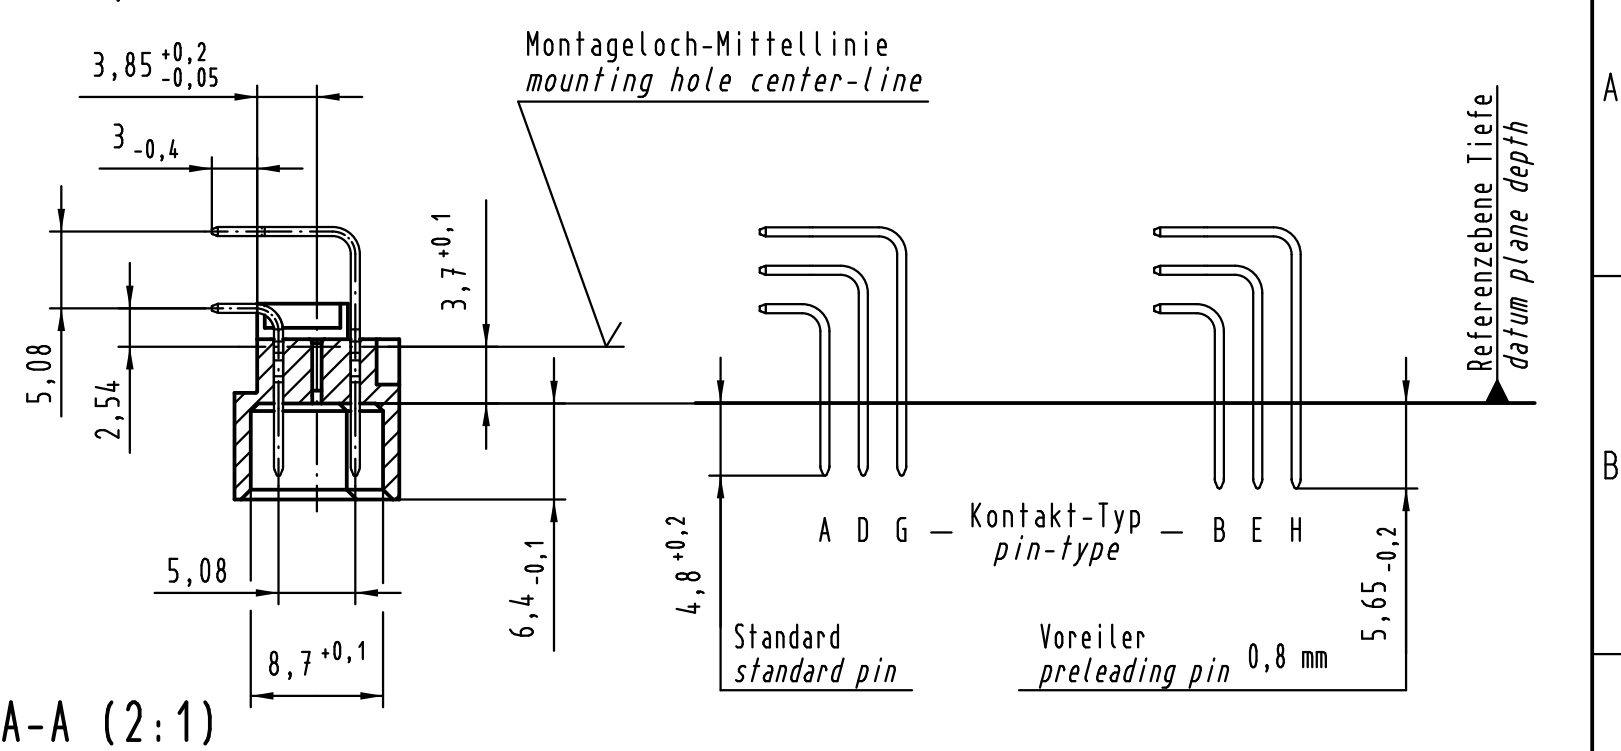 3,85 +0,2 -0,05
3 -0,4
5,08
2,54
3,7 +0,1
Montageloch-Mittellinie
mounting hole center-line
5,08
8,7 +0,1
6,4 -0,1
A-A (2:1)
4,8 +0,2
Standard
standard pin
A D G — Kontakt-Typ — B E H
pin-type
Voreiler
preleading pin 0,8 mm
5,65 -0,2
Referenzebene Tiefe
datum plane depth
A
B